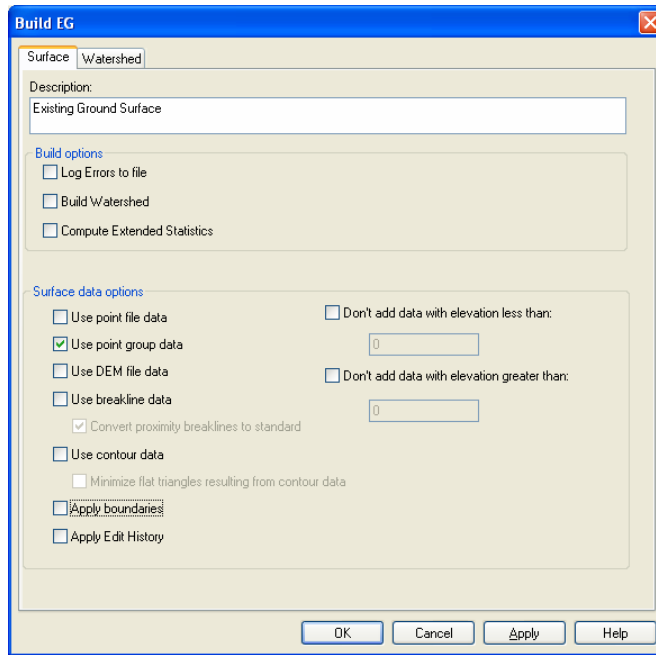 Build EG
Surface
Watershed
Description:
Existing Ground Surface
Build options
Log Errors to file
Build Watershed
Compute Extended Statistics
Surface data options
Use point file data
Use point group data
Use DEM file data
Use breakline data
Convert proximity breaklines to standard
Use contour data
Minimize flat triangles resulting from contour data
Apply boundaries
Apply Edit History
Don't add data with elevation less than:
0
Don't add data with elevation greater than:
0
OK
Cancel
Apply
Help